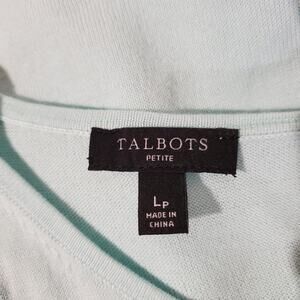 TALBOTS
PETITE
LP
MADE IN
CHINA